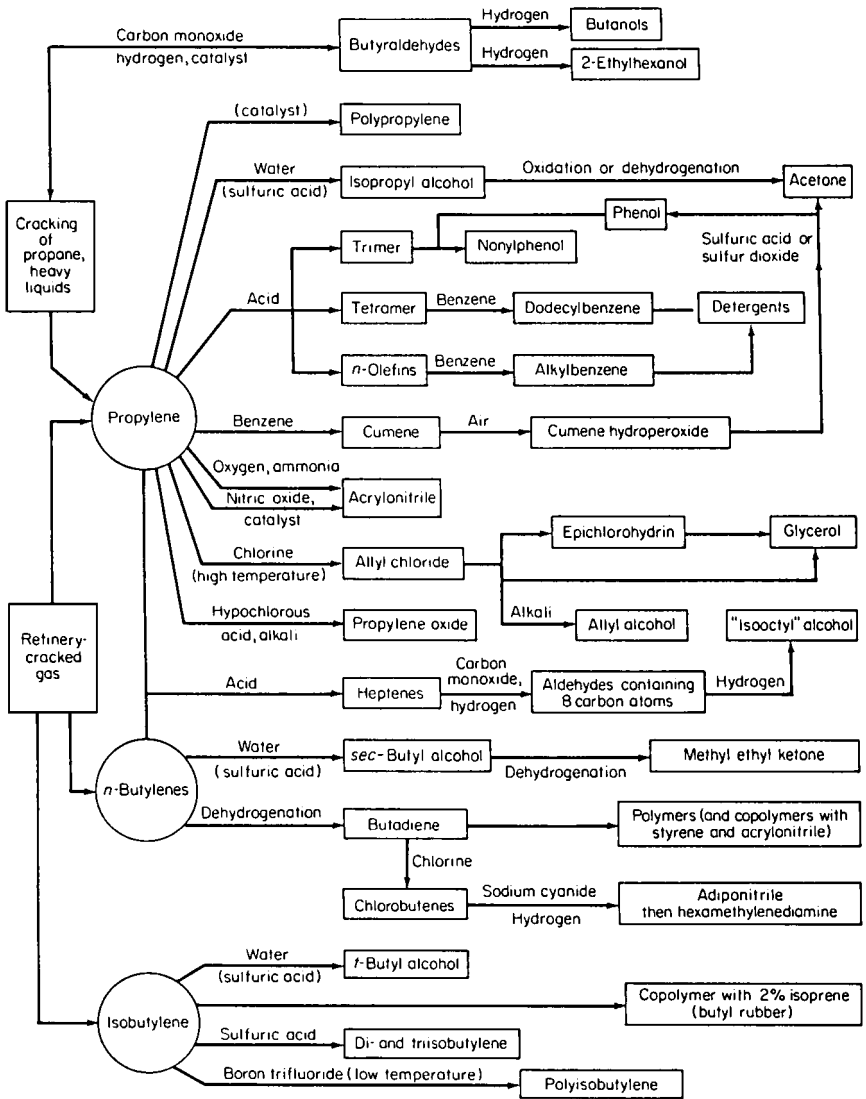 Carbon monoxide
hydrogen, catalyst
Butyraldehydes
Hydrogen
Butanols
Hydrogen
2-Ethylhexanol
(catalyst)
Polypropylene
Water
(sulfuric acid)
Isopropyl alcohol
Oxidation or dehydrogenation
Acetone
Cracking
of
propane,
heavy
liquids
Trimer
Nonylphenol
Phenol
Sulfuric acid or
sulfur dioxide
Acid
Tetramer
Benzene
Dodecylbenzene
Detergents
n-Olefins
Benzene
Alkylbenzene
Propylene
Benzene
Cumene
Air
Cumene hydroperoxide
Oxygen, ammonia
Nitric oxide,
catalyst
Acrylonitrile
Chlorine
(high temperature)
Allyl chloride
Epichlorohydrin
Glycerol
Alkali
Allyl alcohol
Hypochlorous
acid, alkali
Propylene oxide
"Isooctyl" alcohol
Refinery-
cracked
gas
Acid
Heptenes
Carbon
monoxide,
hydrogen
Aldehydes containing
8 carbon atoms
Hydrogen
n-Butylenes
Water
(sulfuric acid)
sec-Butyl alcohol
Dehydrogenation
Methyl ethyl ketone
Dehydrogenation
Butadiene
Polymers (and copolymers with
styrene and acrylonitrile)
Chlorine
Chlorobutenes
Sodium cyanide
Hydrogen
Adiponitrile
then hexamethylenediamine
Isobutylene
Water
(sulfuric acid)
t-Butyl alcohol
Copolymer with 2% isoprene
(butyl rubber)
Sulfuric acid
Di- and triisobutylene
Boron trifluoride (low temperature)
Polyisobutylene